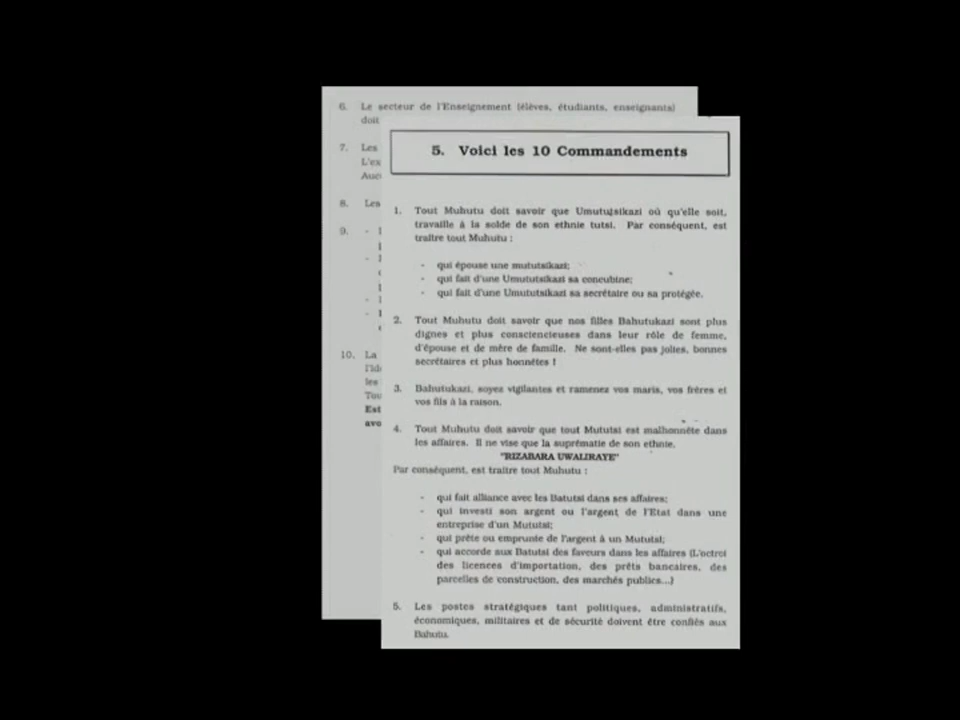 6. Le secteur de l'Enseignement (élèves, étudiants, enseignants)
doit
7. Les
L'ex
Auc
8. Les
9. -
-
-
-
10. La
l'idé
les
Tou
Est
avo
5. Voici les 10 Commandements
1. Tout Muhutu doit savoir que Umututsikazi où qu'elle soit,
travaille à la solde de son ethnie tutsi. Par conséquent, est
traître tout Muhutu :
- qui épouse une mututsikazi;
- qui fait d'une Umututsikazi sa concubine;
- qui fait d'une Umututsikazi sa secrétaire ou sa protégée.
2. Tout Muhutu doit savoir que nos filles Bahutukazi sont plus
dignes et plus consciencieuses dans leur rôle de femme,
d'épouse et de mère de famille. Ne sont-elles pas jolies, bonnes
secrétaires et plus honnêtes !
3. Bahutukazi, soyez vigilantes et ramenez vos maris, vos frères et
vos fils à la raison.
4. Tout Muhutu doit savoir que tout Mututsi est malhonnête dans
les affaires. Il ne vise que la suprématie de son ethnie.
"RIZABARA UWALIRAYE"
Par conséquent, est traître tout Muhutu :
- qui fait alliance avec les Batutsi dans ses affaires;
- qui investi son argent ou l'argent de l'Etat dans une
entreprise d'un Mututsi;
- qui prête ou emprunte de l'argent à un Mututsi;
- qui accorde aux Batutsi des faveurs dans les affaires (L'octroi
des licences d'importation, des prêts bancaires, des
parcelles de construction, des marchés publics...)
5. Les postes stratégiques tant politiques, administratifs,
économiques, militaires et de sécurité doivent être confiés aux
Bahutu.